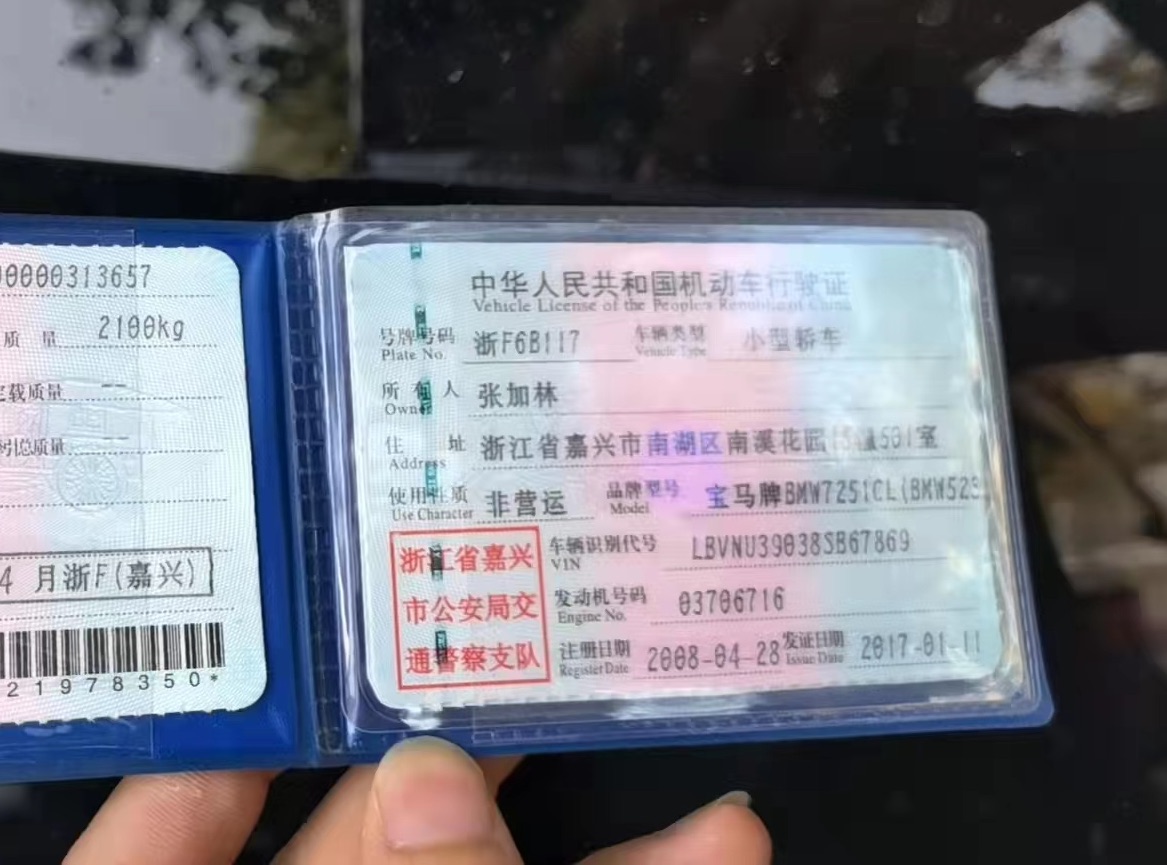 00000313657
质 量 2100kg
载质量
总质量
4 月浙F(嘉兴)
21978350*
中华人民共和国机动车行驶证
Vehicle License of the People's Republic of China
号牌号码 浙F6B117 车辆类型 小型轿车
Plate No. Vehicle Type
所 有 人 张加林
Owner
住 址 浙江省嘉兴市南湖区南溪花园 501室
Address
使用性质 非营运 品牌型号 宝马牌BMW7251CL(BMW52
Use Character Model
浙江省嘉兴
市公安局交
通警察支队
车辆识别代号 LBVNU39038SB67869
VIN
发动机号码 03706716
Engine No.
注册日期 2008-04-28 发证日期 2017-01-11
Register Date Issue Date